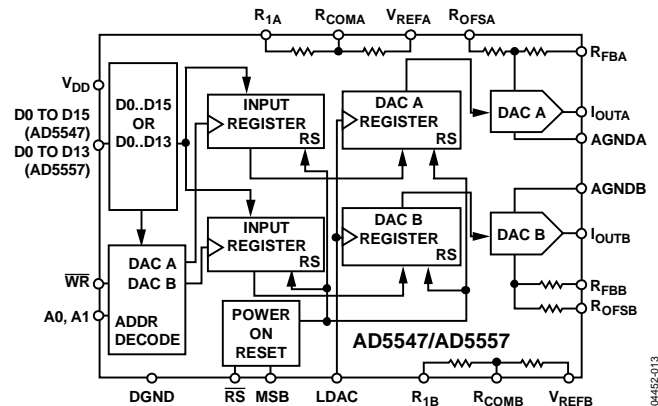 R1A RCOMA VREFA ROFSA
RFBA
VDD
D0 TO D15
(AD5547)
D0 TO D13
(AD5557)
D0..D15
OR
D0..D13
INPUT
REGISTER
RS
DAC A
REGISTER
RS
DAC A
IOUTA
AGNDA
AGNDB
INPUT
REGISTER
RS
DAC B
REGISTER
RS
DAC B
IOUTB
RFBB
ROFSB
WR
A0, A1
DAC A
DAC B
ADDR
DECODE
POWER
ON
RESET
AD5547/AD5557
DGND RS MSB LDAC R1B RCOMB VREFB
04452-013